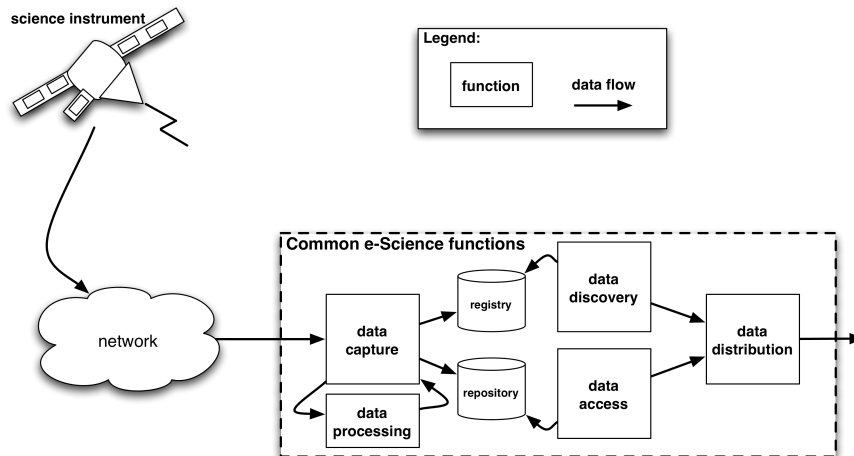 science instrument
Legend:
function
data flow
Common e-Science functions
network
data
capture
data
processing
registry
repository
data
discovery
data
access
data
distribution